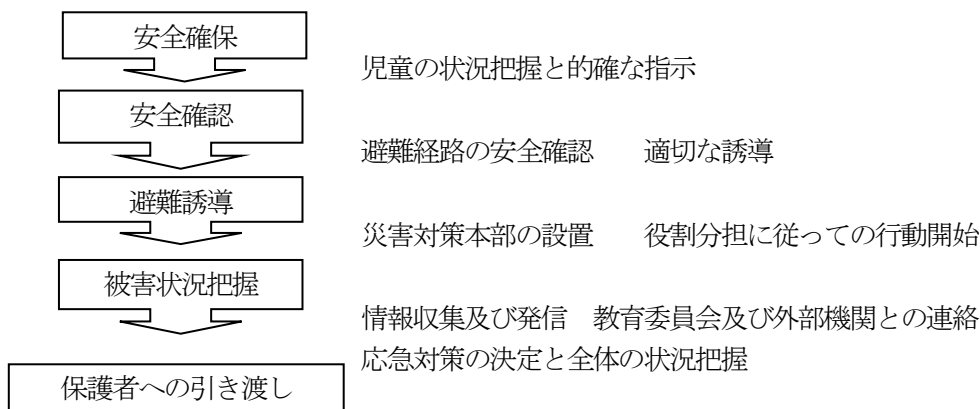 安全確保
児童の状況把握と的確な指示
安全確認
避難経路の安全確認　　適切な誘導
避難誘導
災害対策本部の設置　　役割分担に従っての行動開始
被害状況把握
情報収集及び発信　教育委員会及び外部機関との連絡
応急対策の決定と全体の状況把握
保護者への引き渡し